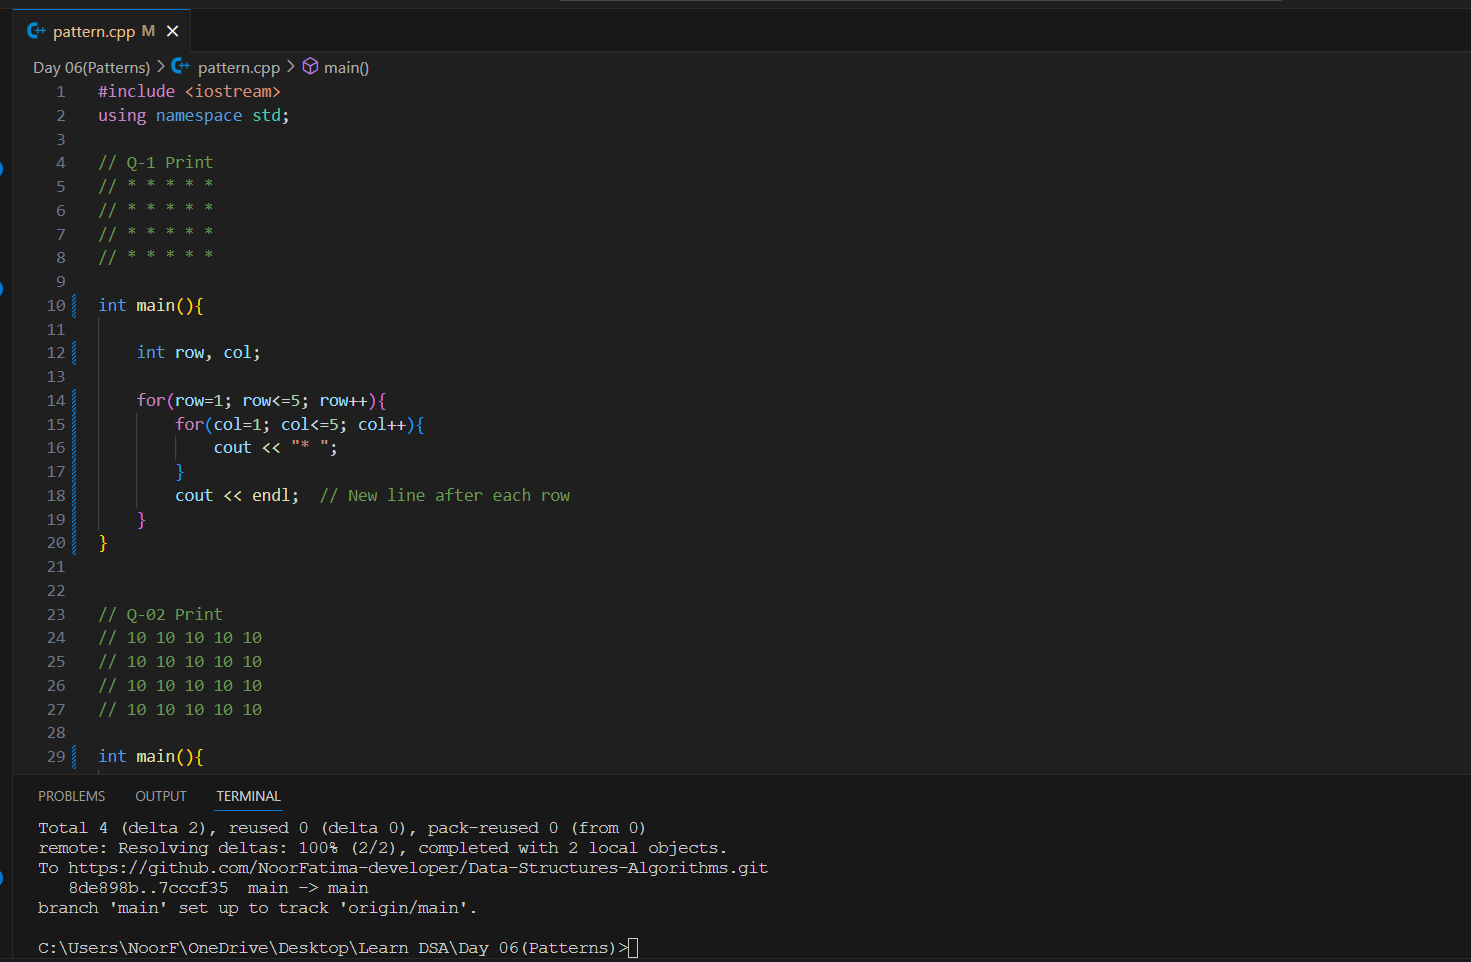 pattern.cpp M
Day 06(Patterns) > pattern.cpp > main()
1 #include <iostream>
2 using namespace std;
3
4 // Q-1 Print
5 // * * * * *
6 // * * * * *
7 // * * * * *
8 // * * * * *
9
10 int main(){
11
12     int row, col;
13
14     for(row=1; row<=5; row++){
15         for(col=1; col<=5; col++){
16             cout << "* ";
17         }
18         cout << endl;  // New line after each row
19     }
20 }
21
22
23 // Q-02 Print
24 // 10 10 10 10 10
25 // 10 10 10 10 10
26 // 10 10 10 10 10
27 // 10 10 10 10 10
28
29 int main(){
PROBLEMS OUTPUT TERMINAL
Total 4 (delta 2), reused 0 (delta 0), pack-reused 0 (from 0)
remote: Resolving deltas: 100% (2/2), completed with 2 local objects.
To https://github.com/NoorFatima-developer/Data-Structures-Algorithms.git
   8de898b..7cccf35  main -> main
branch 'main' set up to track 'origin/main'.
C:\Users\NoorF\OneDrive\Desktop\Learn DSA\Day 06(Patterns)>